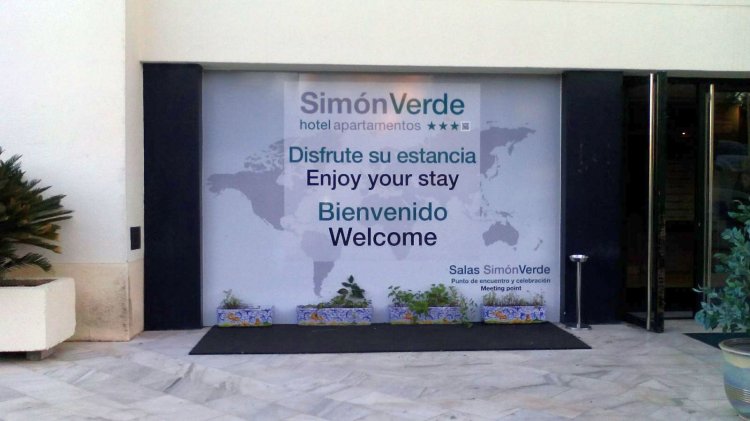 SimónVerde
hotel apartamentos ★★★
Disfrute su estancia
Enjoy your stay
Bienvenido
Welcome
Salas SimónVerde
Punto de encuentro y celebración
Meeting point